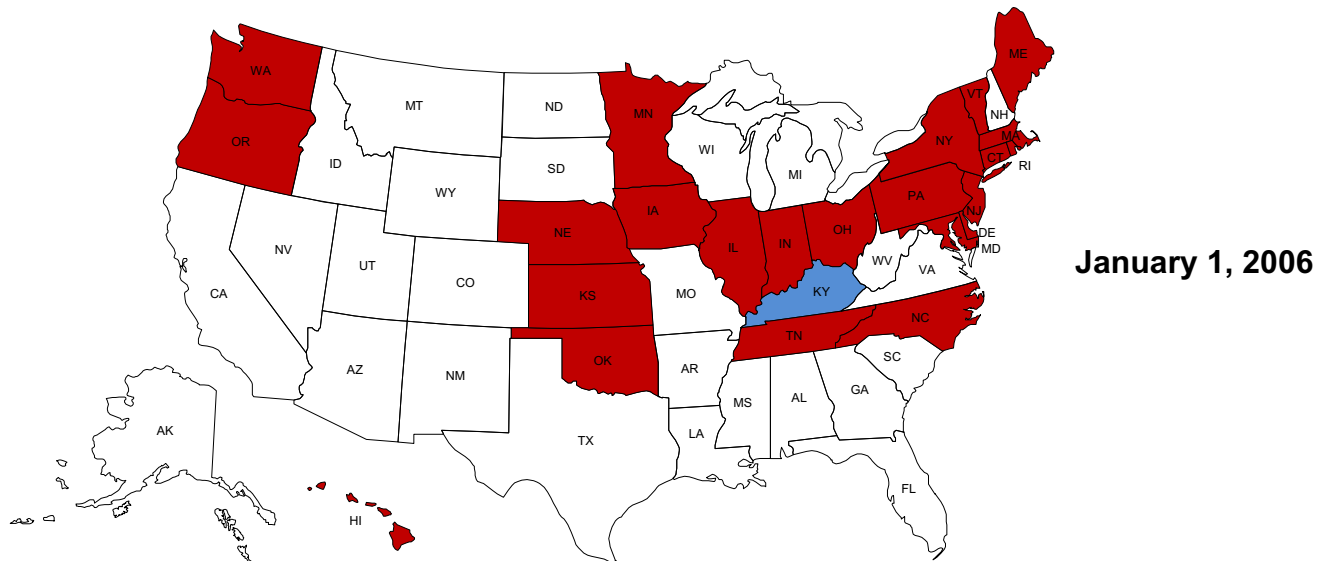 WA
ME
MT
ND
MN
VT
NH
OR
ID
WI
NY
MA
SD
MI
CT
RI
WY
PA
IA
NJ
NE
OH
DE
IL
IN
MD
NV
UT
WV
CO
VA
CA
KS
MO
KY
NC
TN
OK
SC
AZ
NM
AR
MS
AL
GA
AK
LA
TX
FL
HI
January 1, 2006